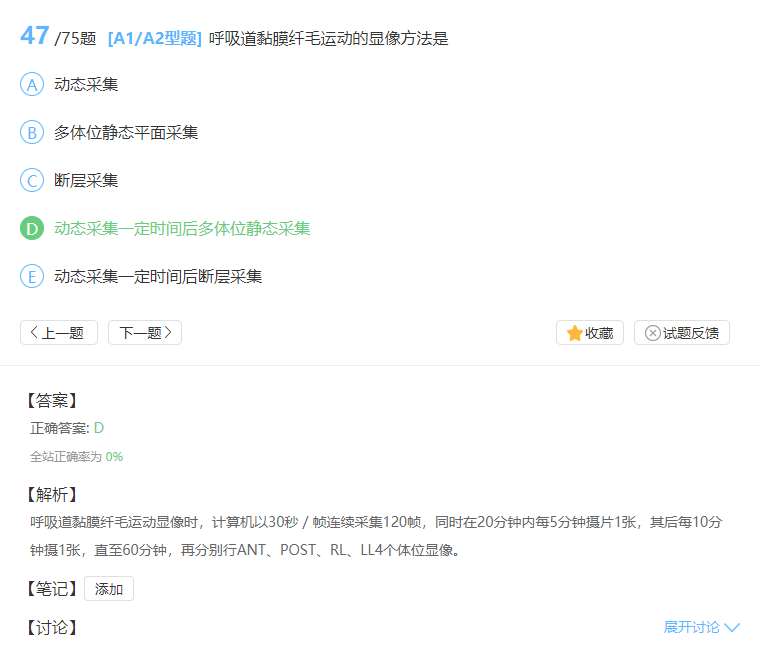 47 /75题 [A1/A2型题] 呼吸道黏膜纤毛运动的显像方法是
A 动态采集
B 多体位静态平面采集
C 断层采集
D 动态采集一定时间后多体位静态采集
E 动态采集一定时间后断层采集
上一题 下一题 收藏 试题反馈
【答案】
正确答案: D
全站正确率为 0%
【解析】
呼吸道黏膜纤毛运动显像时，计算机以30秒／帧连续采集120帧，同时在20分钟内每5分钟摄片1张，其后每10分
钟摄1张，直至60分钟，再分别行ANT、POST、RL、LL4个体位显像。
【笔记】 添加
【讨论】 展开讨论